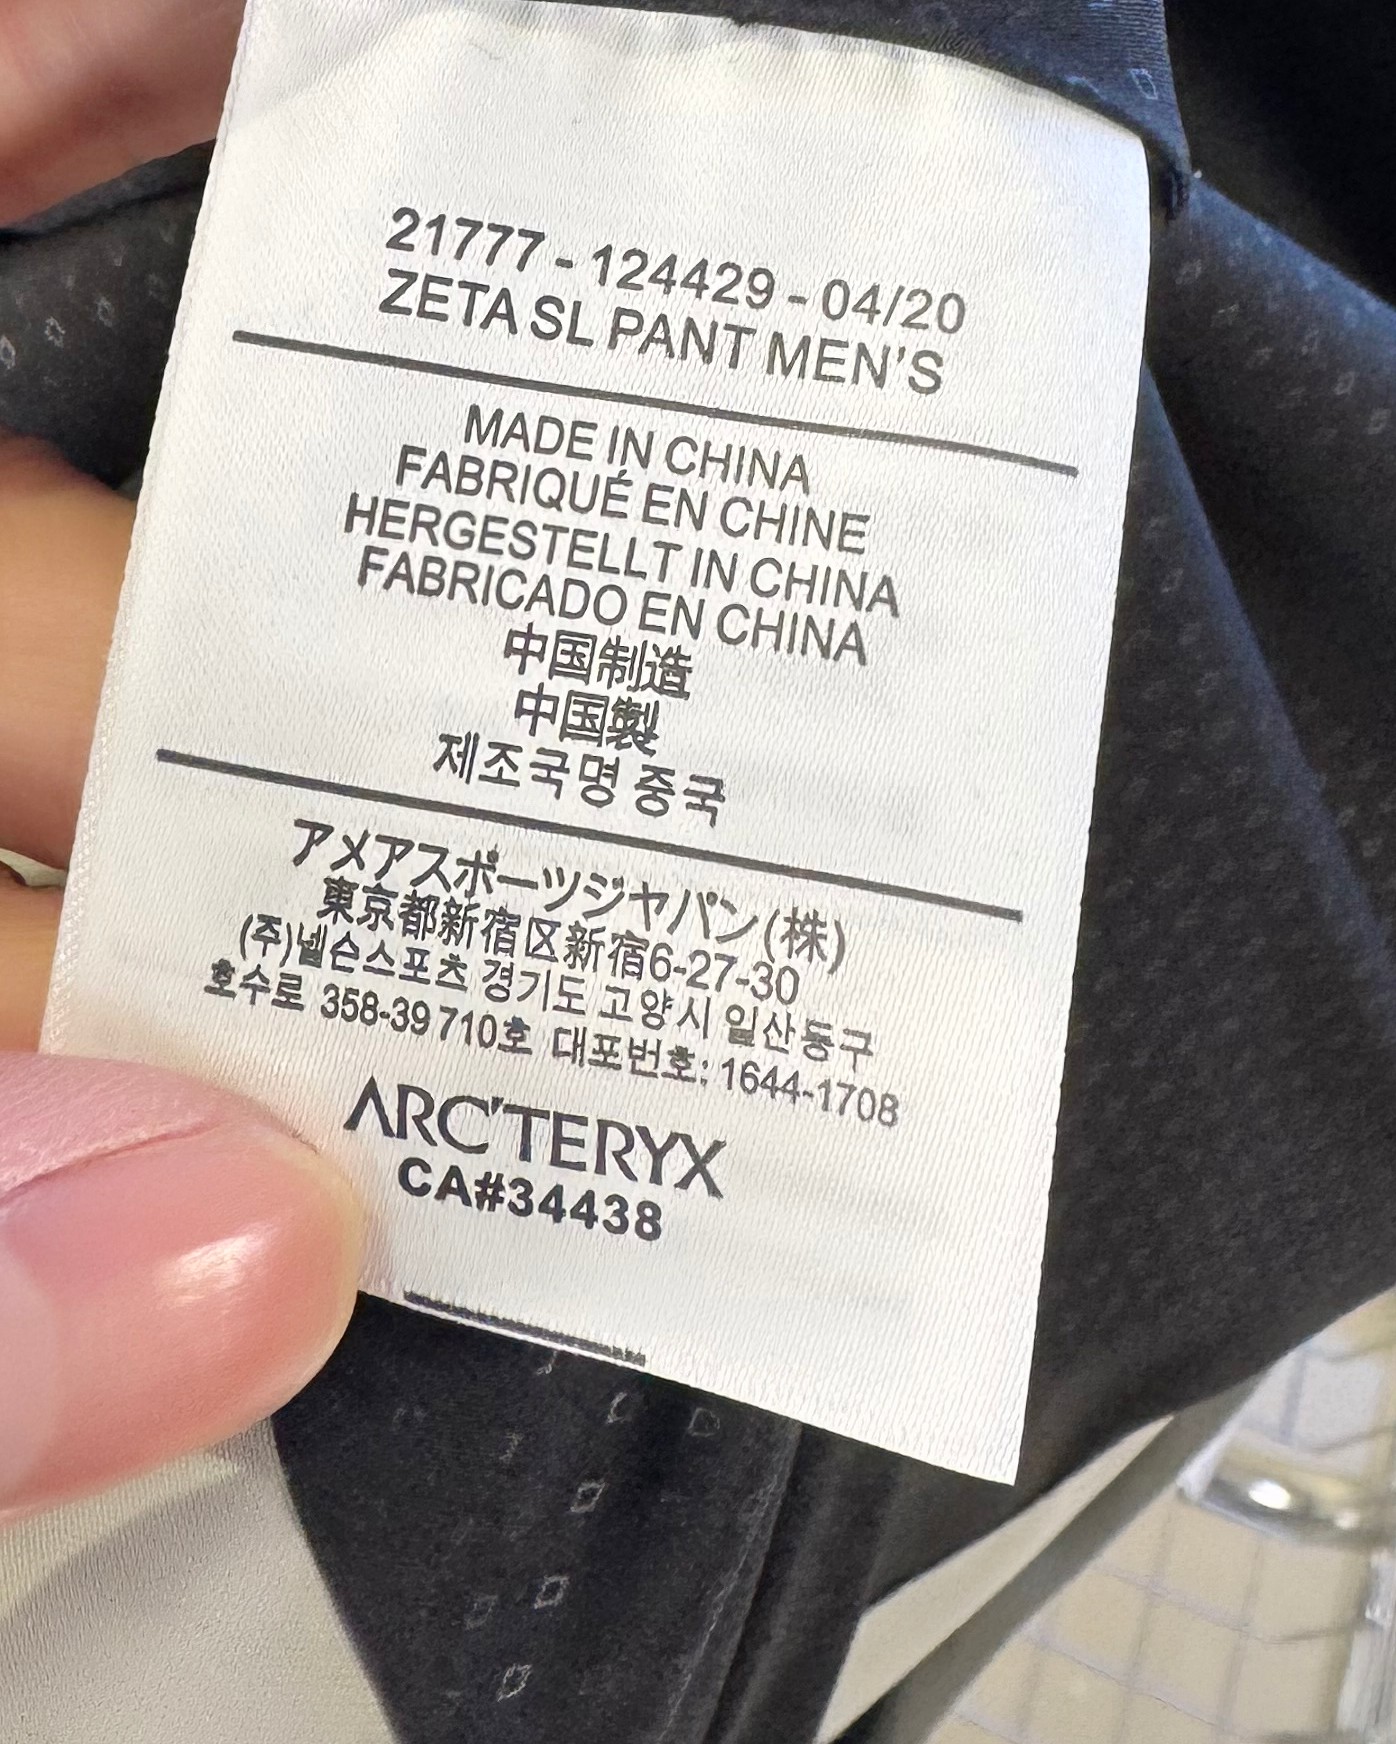 21777 - 124429 - 04/20
ZETA SL PANT MEN'S
MADE IN CHINA
FABRIQUÉ EN CHINE
HERGESTELLT IN CHINA
FABRICADO EN CHINA
中国制造
中国製
제조국명 중국
アメアスポーツジャパン(株)
東京都新宿区新宿6-27-30
(주)넬슨스포츠 경기도 고양시 일산동구
호수로 358-39 710호 대포번호: 1644-1708
ARC'TERYX
CA#34438